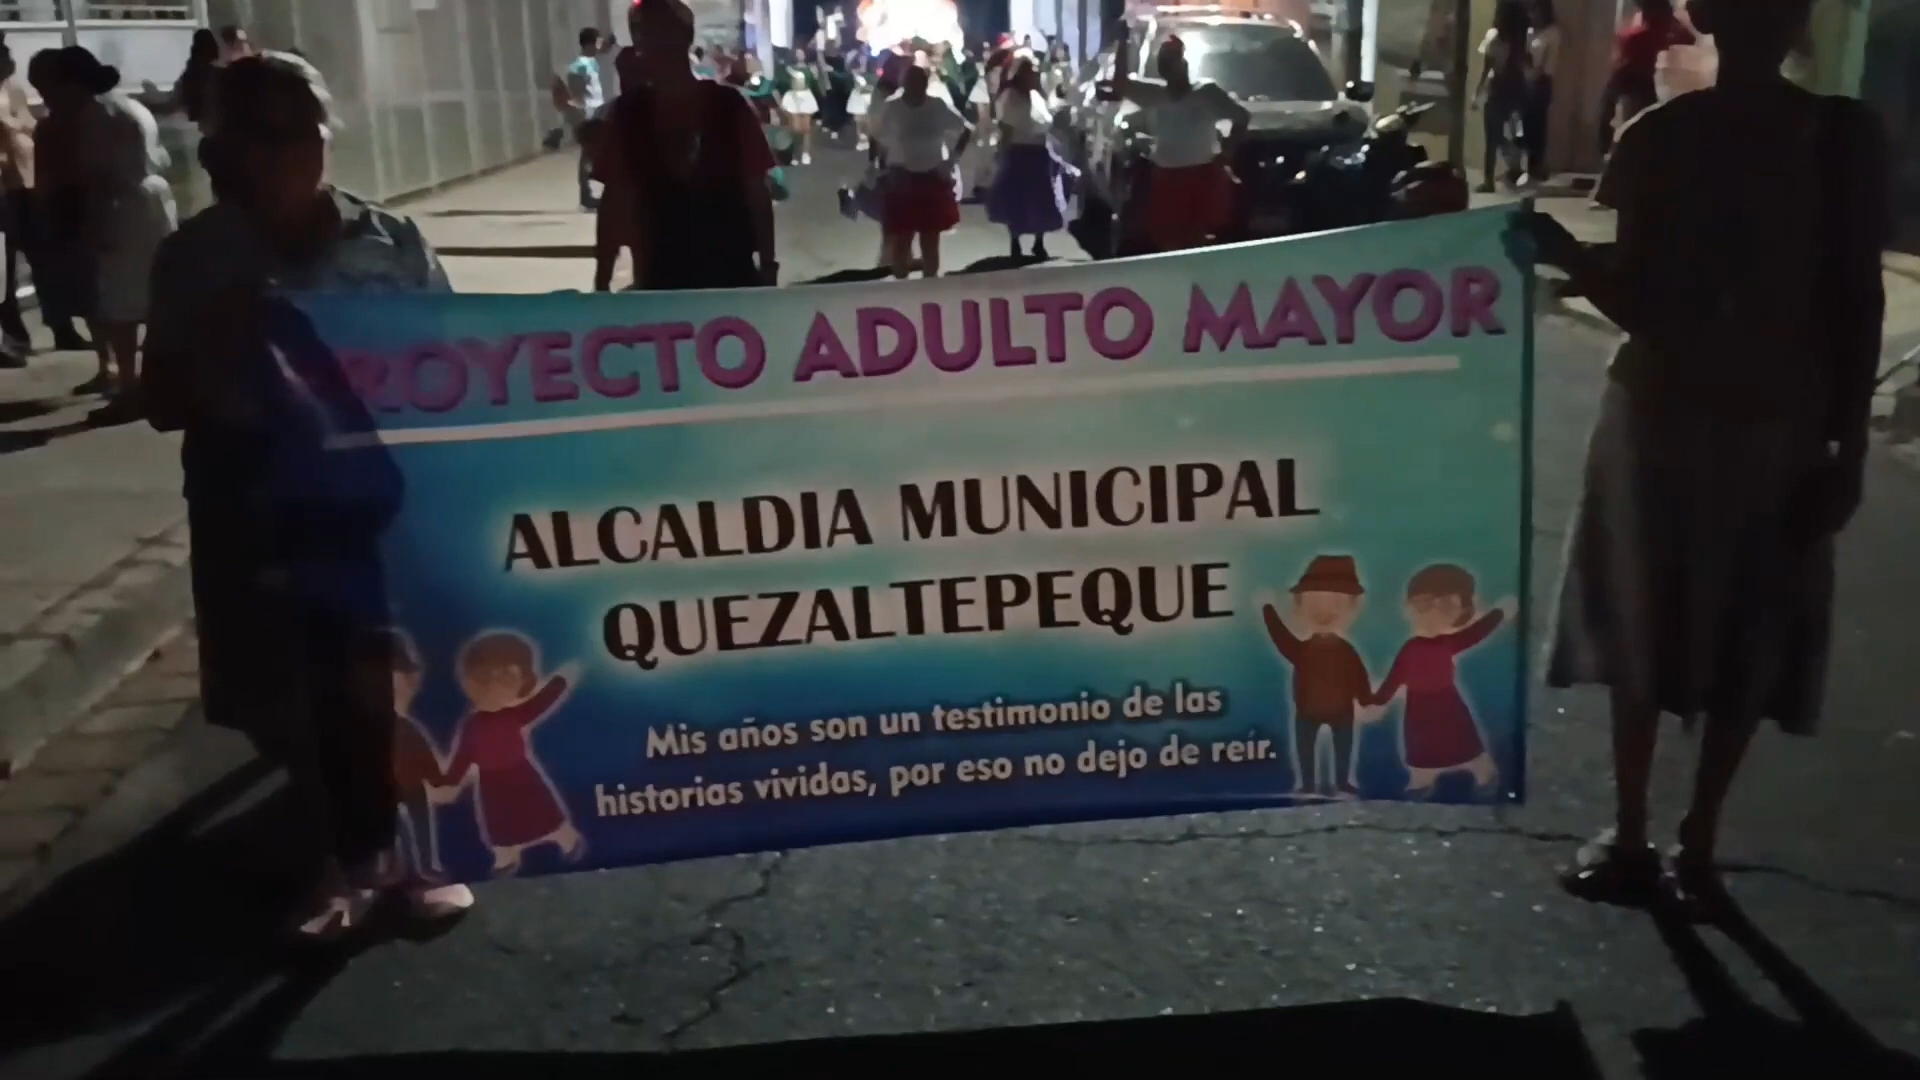 PROYECTO ADULTO MAYOR
ALCALDIA MUNICIPAL
QUEZALTEPEQUE
Mis años son un testimonio de las
historias vividas, por eso no dejo de reír.